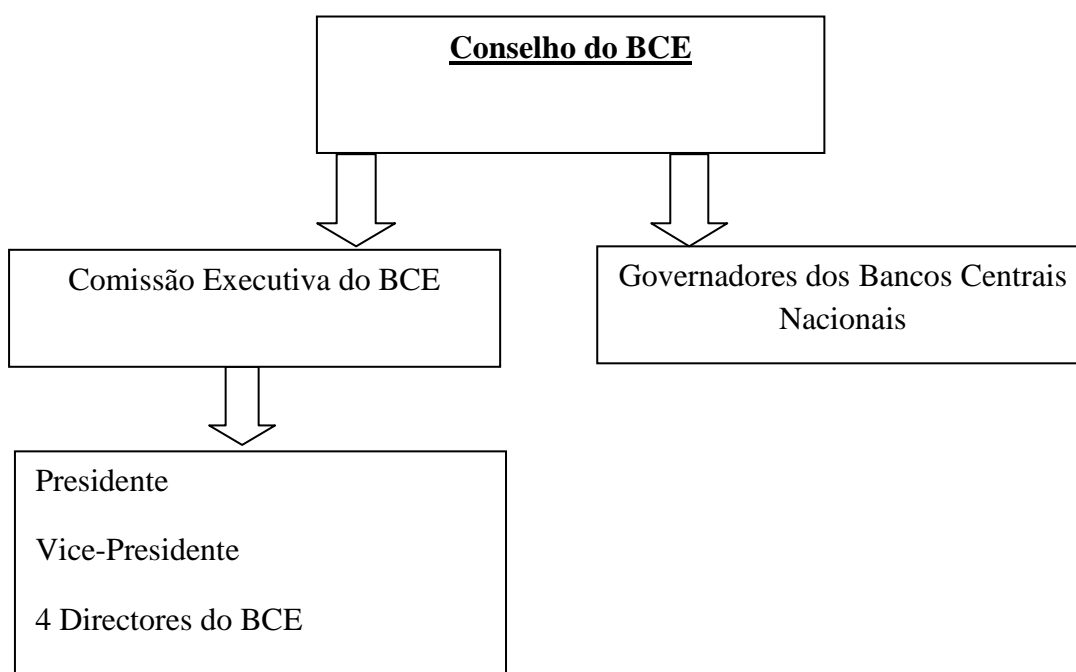 Conselho do BCE
Comissão Executiva do BCE
Governadores dos Bancos Centrais
Nacionais
Presidente
Vice-Presidente
4 Directores do BCE